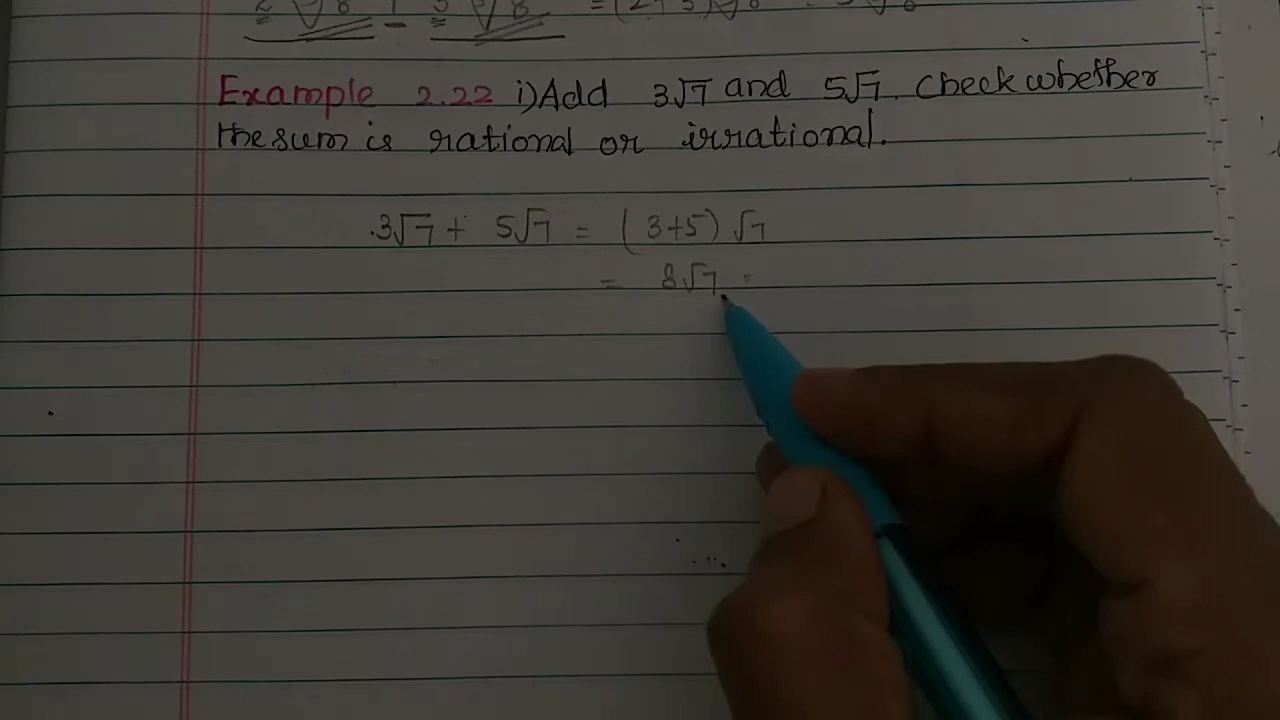 Example 2.22 i) Add 3√7 and 5√7. Check whether
the sum is rational or irrational.
3√7 + 5√7 = (3+5)√7
= 8√7.